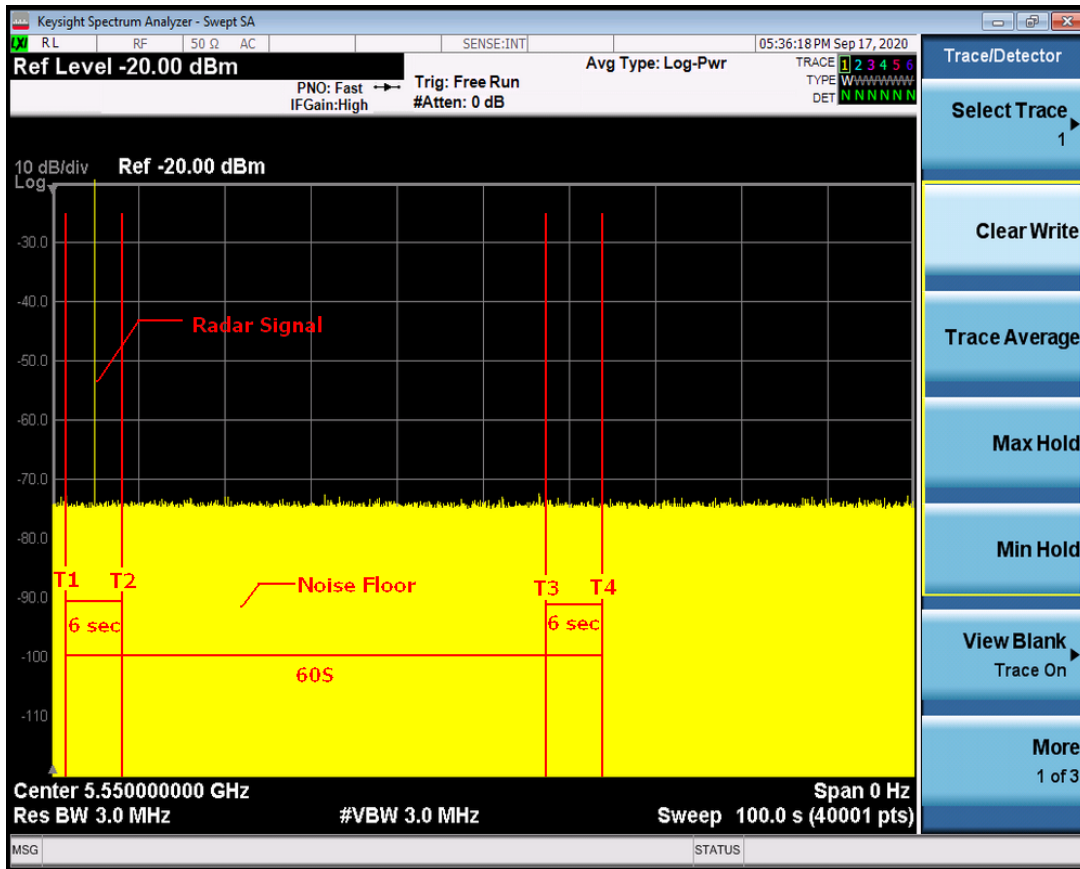 Keysight Spectrum Analyzer - Swept SA
LXI RL RF 50 Ω AC SENSE:INT 05:36:18 PM Sep 17, 2020
Ref Level -20.00 dBm
Avg Type: Log-Pwr
TRACE 1 2 3 4 5 6
PNO: Fast Trig: Free Run
TYPE WWWWWW
IFGain:High #Atten: 0 dB
DET N N N N N N
10 dB/div Ref -20.00 dBm
Log
-30.0
-40.0
Radar Signal
-50.0
-60.0
-70.0
-80.0
T1 T2 Noise Floor T3 T4
-90.0
6 sec 6 sec
-100
60S
-110
Center 5.550000000 GHz Span 0 Hz
Res BW 3.0 MHz #VBW 3.0 MHz Sweep 100.0 s (40001 pts)
MSG STATUS
Trace/Detector
Select Trace
1
Clear Write
Trace Average
Max Hold
Min Hold
View Blank
Trace On
More
1 of 3